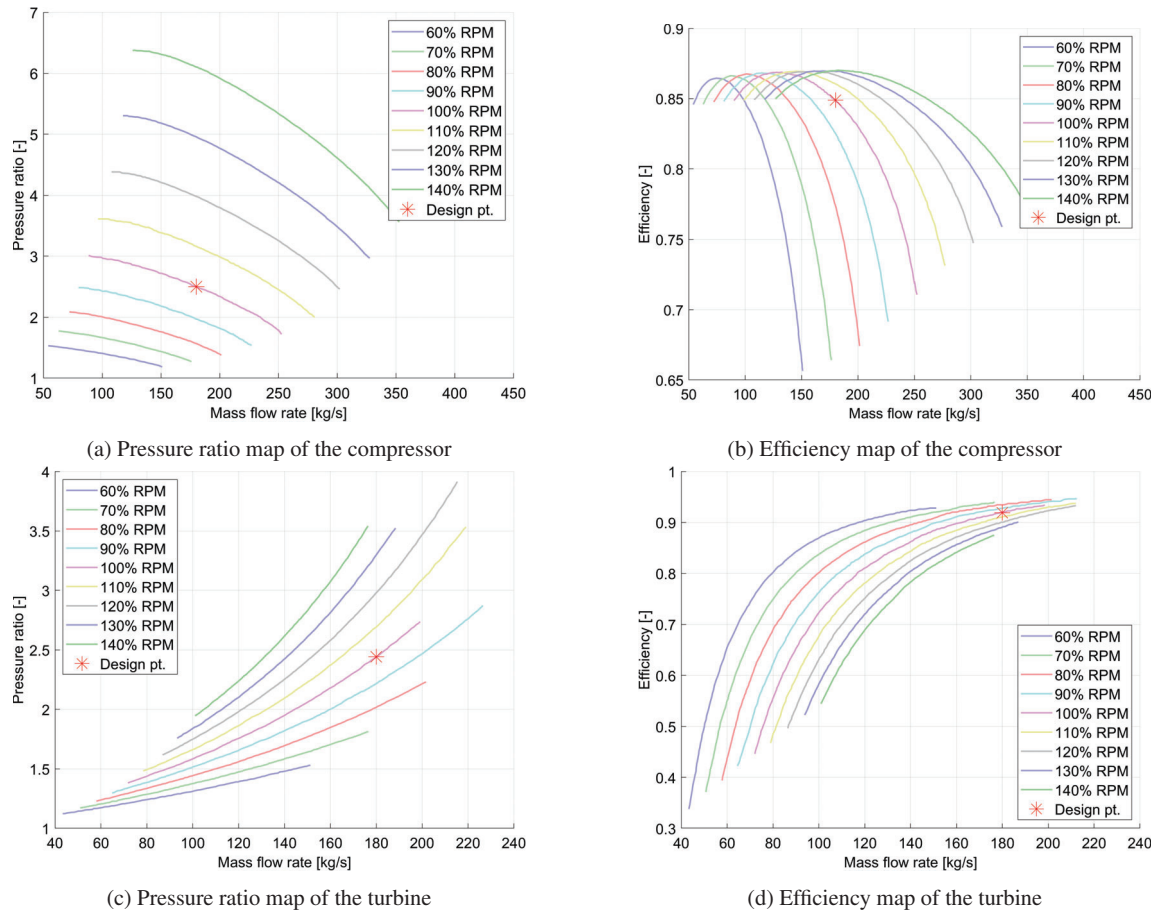 7
6
5
4
3
2
1
Pressure ratio [-]
60% RPM
70% RPM
80% RPM
90% RPM
100% RPM
110% RPM
120% RPM
130% RPM
140% RPM
Design pt.
50 100 150 200 250 300 350 400 450
Mass flow rate [kg/s]
(a) Pressure ratio map of the compressor
0.9
0.85
0.8
0.75
0.7
0.65
Efficiency [-]
60% RPM
70% RPM
80% RPM
90% RPM
100% RPM
110% RPM
120% RPM
130% RPM
140% RPM
Design pt.
50 100 150 200 250 300 350 400 450
Mass flow rate [kg/s]
(b) Efficiency map of the compressor
4
3.5
3
2.5
2
1.5
1
Pressure ratio [-]
60% RPM
70% RPM
80% RPM
90% RPM
100% RPM
110% RPM
120% RPM
130% RPM
140% RPM
Design pt.
40 60 80 100 120 140 160 180 200 220 240
Mass flow rate [kg/s]
(c) Pressure ratio map of the turbine
1
0.9
0.8
0.7
0.6
0.5
0.4
0.3
Efficiency [-]
60% RPM
70% RPM
80% RPM
90% RPM
100% RPM
110% RPM
120% RPM
130% RPM
140% RPM
Design pt.
40 60 80 100 120 140 160 180 200 220 240
Mass flow rate [kg/s]
(d) Efficiency map of the turbine